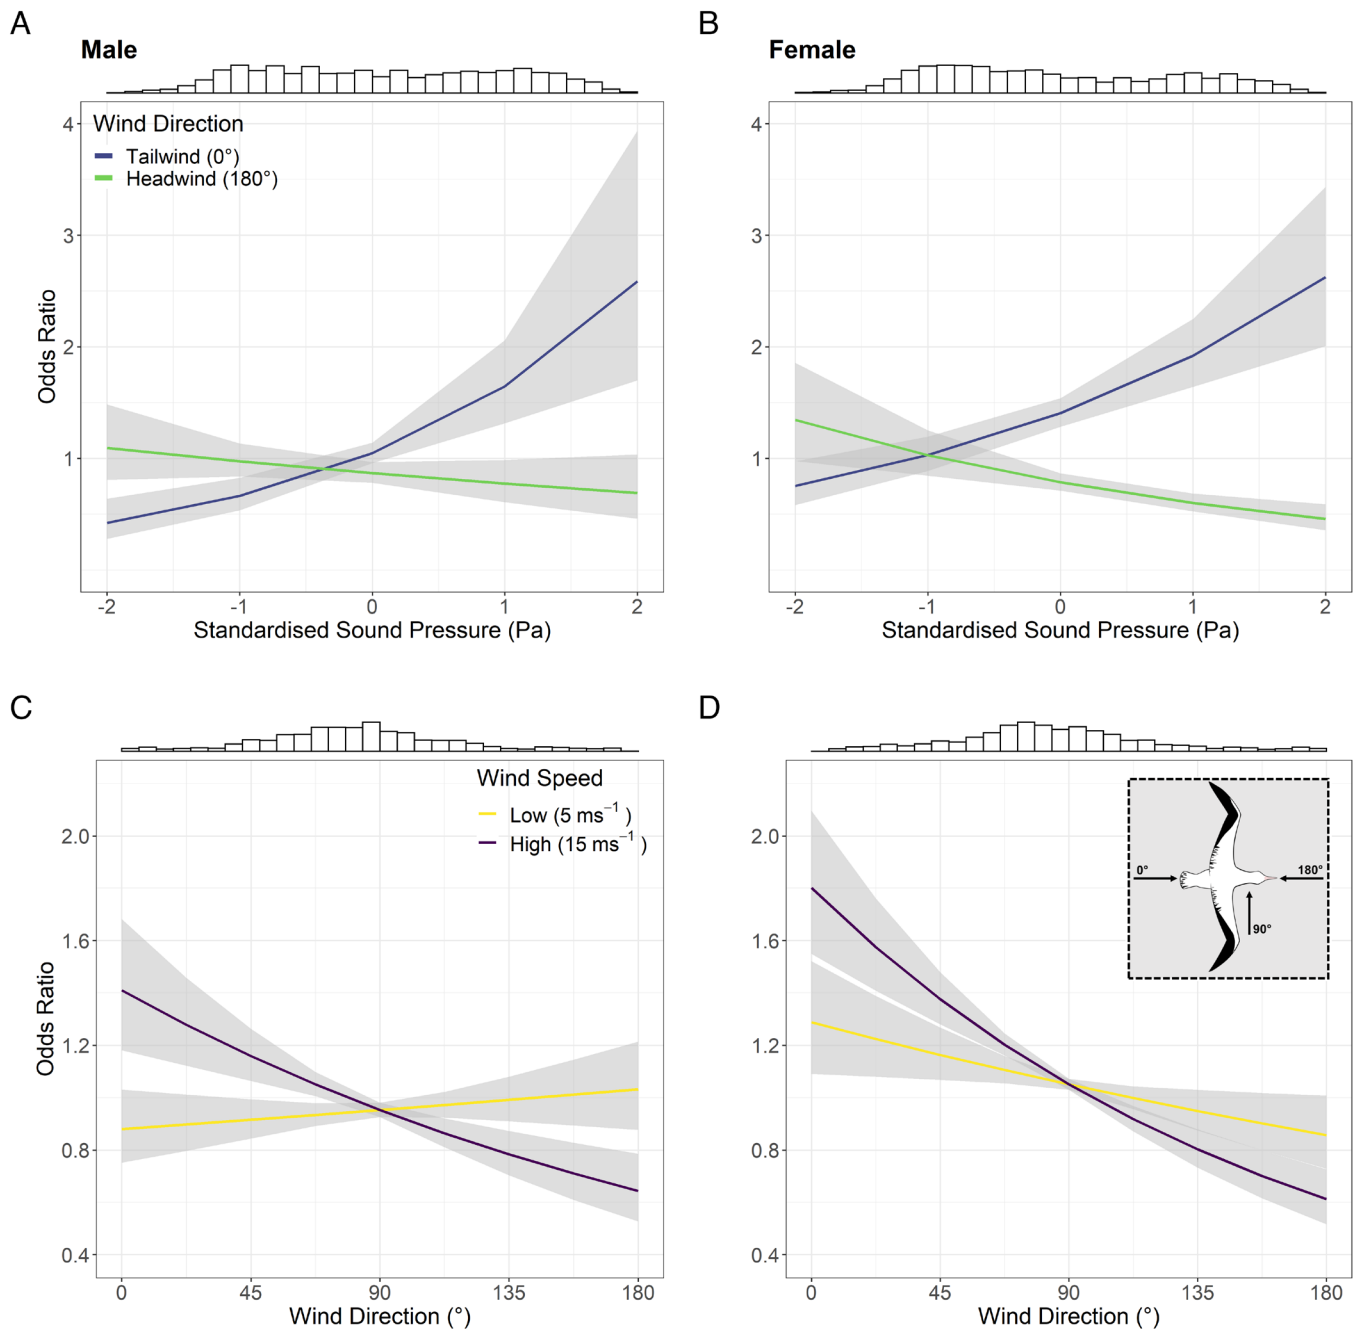 A
B
Male
Female
Wind Direction
Tailwind (0°)
Headwind (180°)
4
3
2
1
Odds Ratio
-2 -1 0 1 2
Standardised Sound Pressure (Pa)
4
3
2
1
-2 -1 0 1 2
Standardised Sound Pressure (Pa)
C
D
Wind Speed
Low (5 ms⁻¹ )
High (15 ms⁻¹ )
2.0
1.6
1.2
0.8
0.4
Odds Ratio
0 45 90 135 180
Wind Direction (°)
2.0
1.6
1.2
0.8
0.4
0°
180°
90°
0 45 90 135 180
Wind Direction (°)